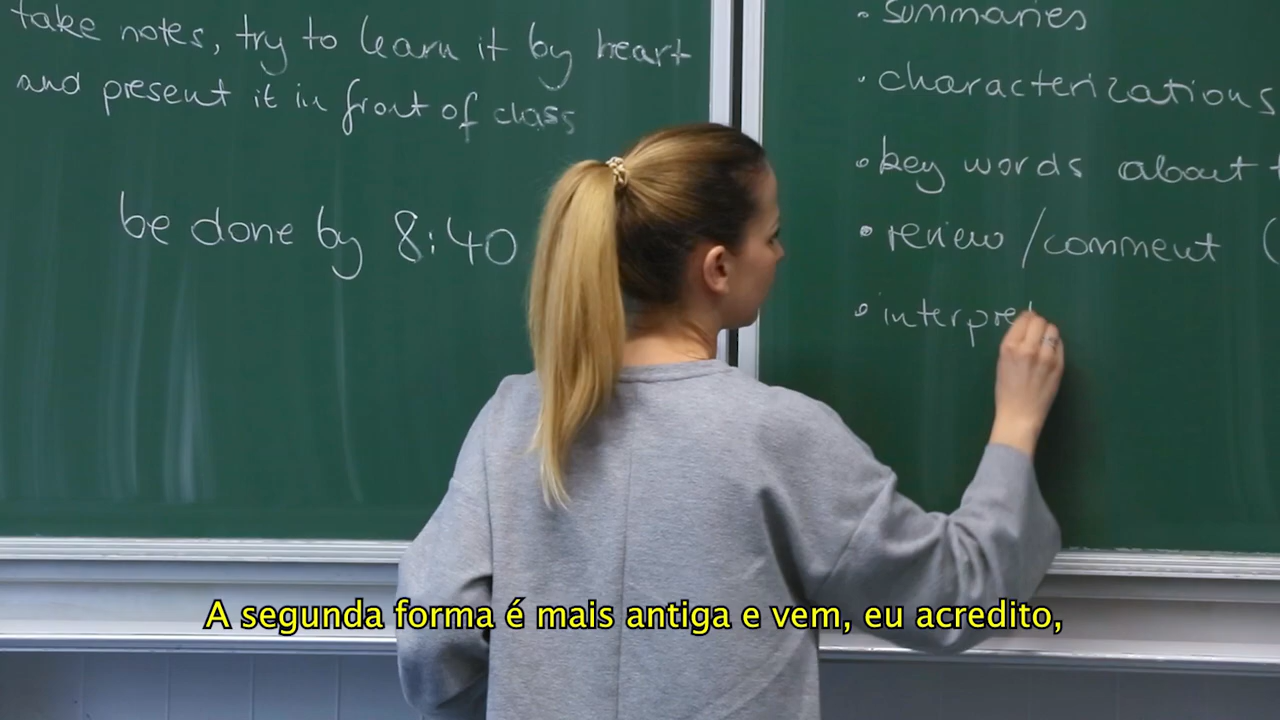 take notes, try to learn it by heart
and present it in front of class
be done by 8:40
• summaries
• characterizations
• key words about t
• review / comment (
• interpret
A segunda forma é mais antiga e vem, eu acredito,